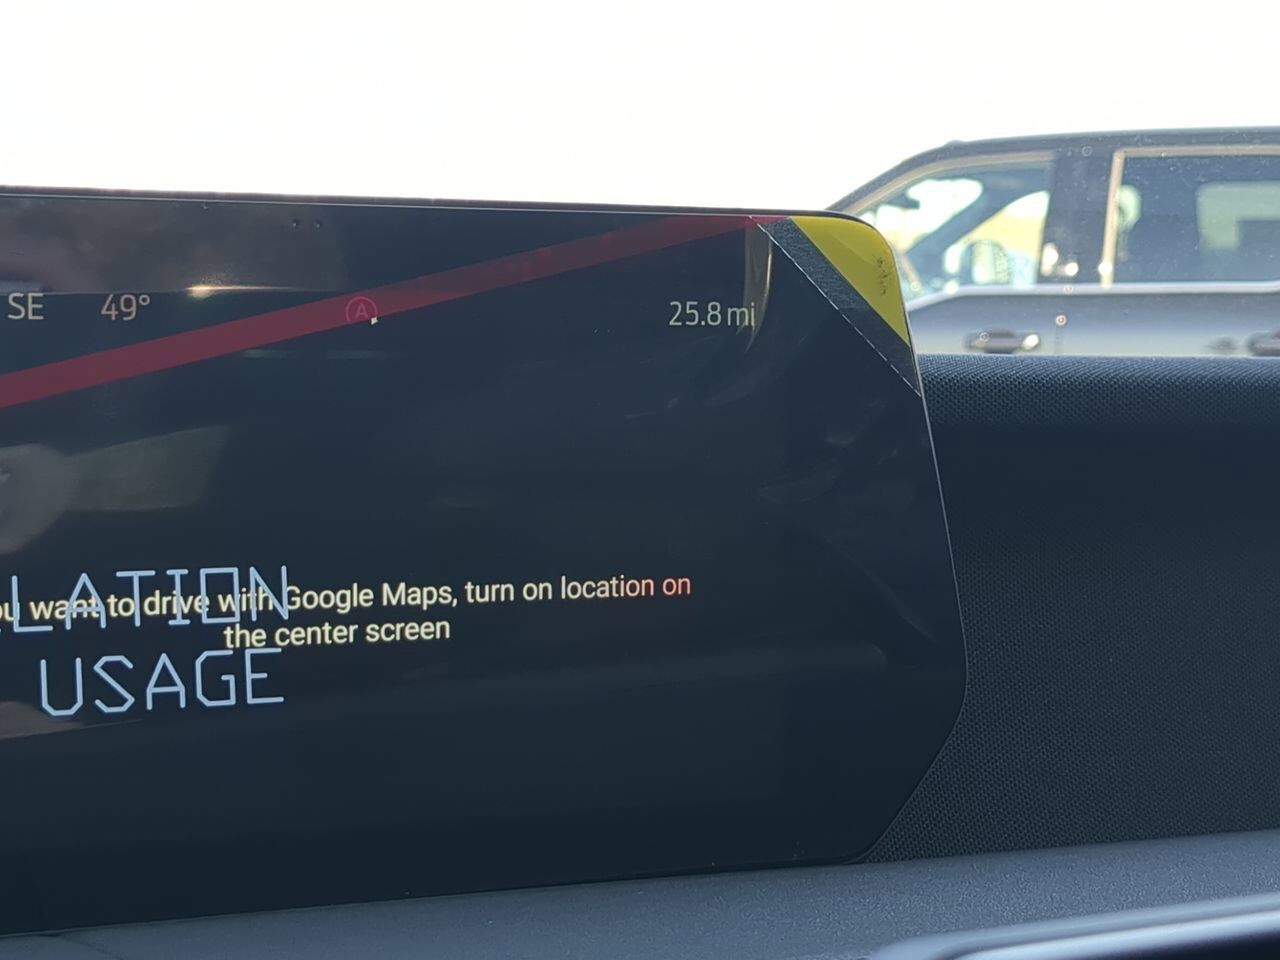 SE 49° A 25.8 mi
want to drive with Google Maps, turn on location on
the center screen
LATION
USAGE